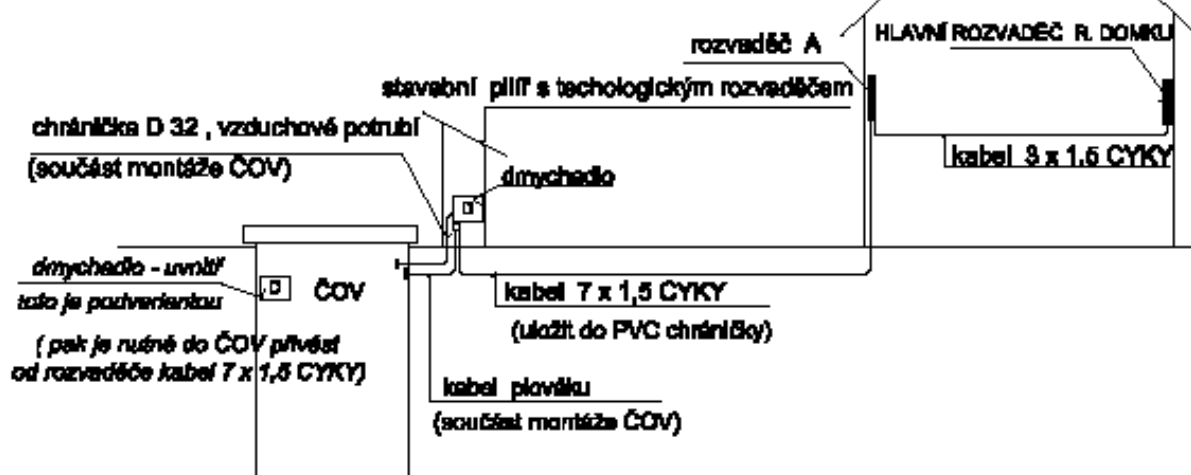 rozvaděč A
HLAVNÍ ROZVADĚČ R. DOMKU
stavební pilíř s techologickým rozvaděčem
chránička D 32 , vzduchové potrubí
(součást montáže ČOV)
kabel 3 x 1.5 CYKY
dmychadlo
D
dmychadlo - uvnitř
D
ČOV
toto je podvariantou
kabel 7 x 1,5 CYKY
(uložit do PVC chráničky)
( pak je nutné do ČOV přivést
od rozvaděče kabel 7 x 1,5 CYKY)
kabel plováku
(součást montáže ČOV)